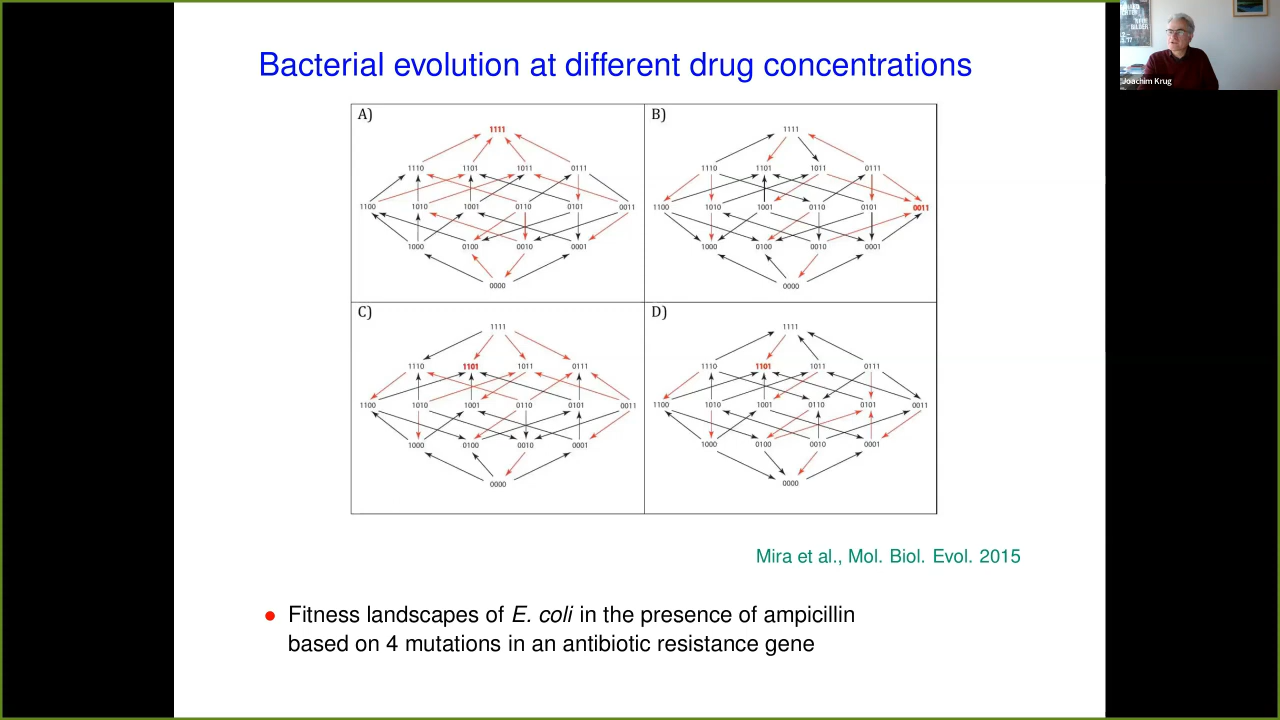 Bacterial evolution at different drug concentrations
A)
1111
1110 1101 1011 0111
1100 1010 1001 0110 0101 0011
1000 0100 0010 0001
0000
B)
1111
1110 1101 1011 0111
1100 1010 1001 0110 0101 0011
1000 0100 0010 0001
0000
C)
1111
1110 1101 1011 0111
1100 1010 1001 0110 0101 0011
1000 0100 0010 0001
0000
D)
1111
1110 1101 1011 0111
1100 1010 1001 0110 0101 0011
1000 0100 0010 0001
0000
Mira et al., Mol. Biol. Evol. 2015
Fitness landscapes of E. coli in the presence of ampicillin
based on 4 mutations in an antibiotic resistance gene
Joachim Krug